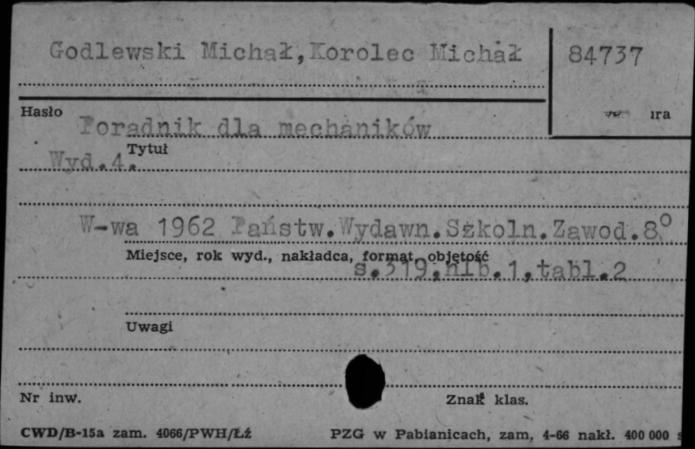 Godlewski Michał, Korolec Michał 84737
Hasło
Poradnik dla mechaników
Tytuł
Wyd.4.
W-wa 1962 Państw.Wydawn.Szkoln.Zawod.8°
Miejsce, rok wyd., nakładca, format, objętość
s.319,nlb.1,tabl.2
Uwagi
Nr inw. Znak klas.
CWD/B-15a zam. 4066/PWH/Łź PZG w Pabianicach, zam. 4-66 nakł. 400 000